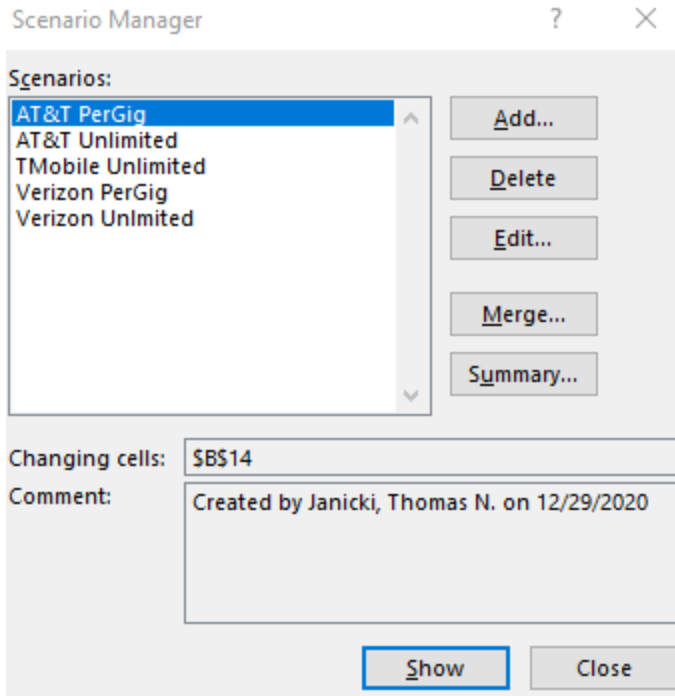 Scenario Manager ?
Scenarios:
AT&T PerGig
AT&T Unlimited
TMobile Unlimited
Verizon PerGig
Verizon Unlmited
Add...
Delete
Edit...
Merge...
Summary...
Changing cells: $B$14
Comment: Created by Janicki, Thomas N. on 12/29/2020
Show Close